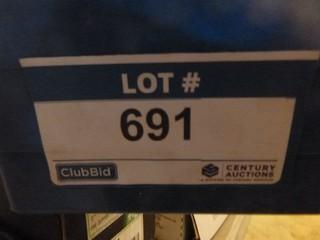 LOT #
691
ClubBid
CENTURY
AUCTIONS